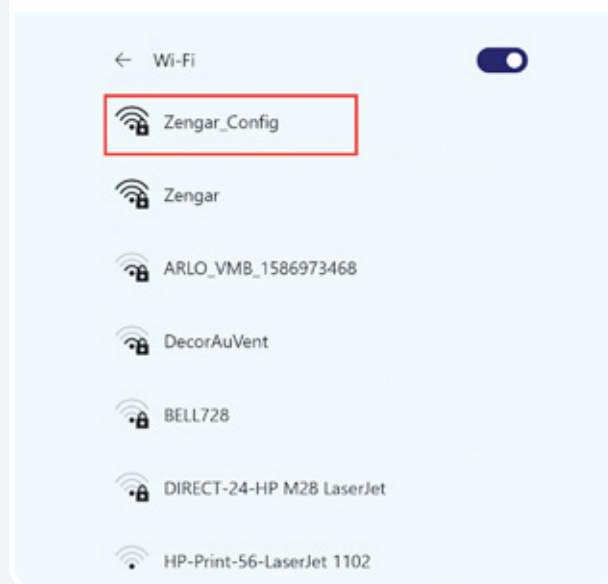 Wi-Fi
Zengar_Config
Zengar
ARLO_VMB_1586973468
DecorAuVent
BELL728
DIRECT-24-HP M28 LaserJet
HP-Print-56-LaserJet 1102